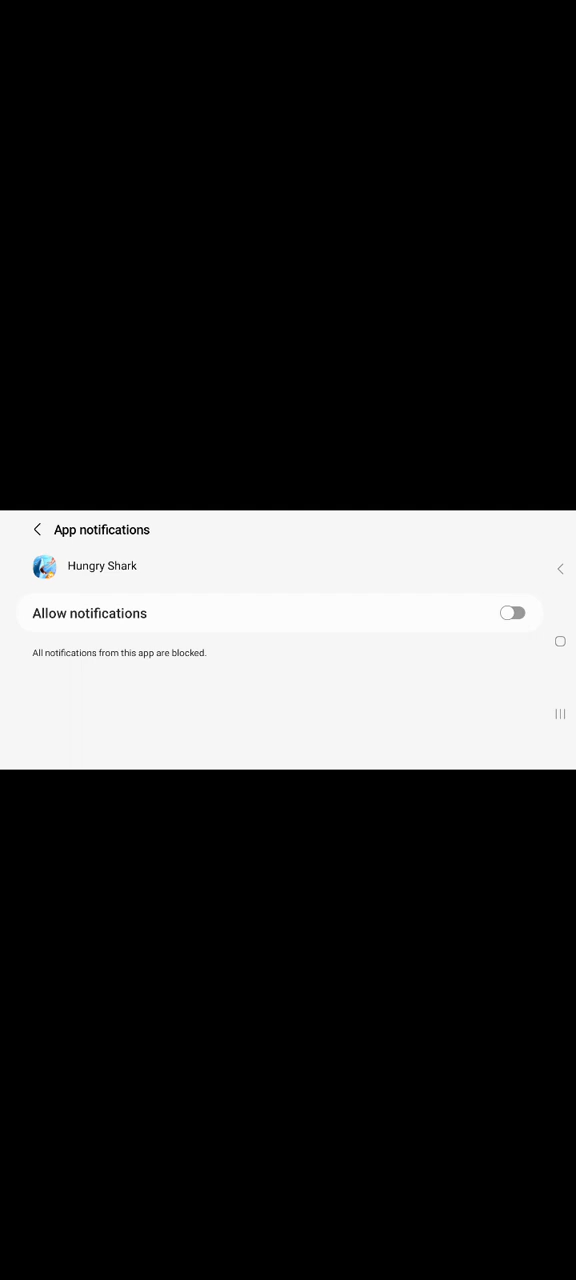 App notifications
Hungry Shark
Allow notifications
All notifications from this app are blocked.